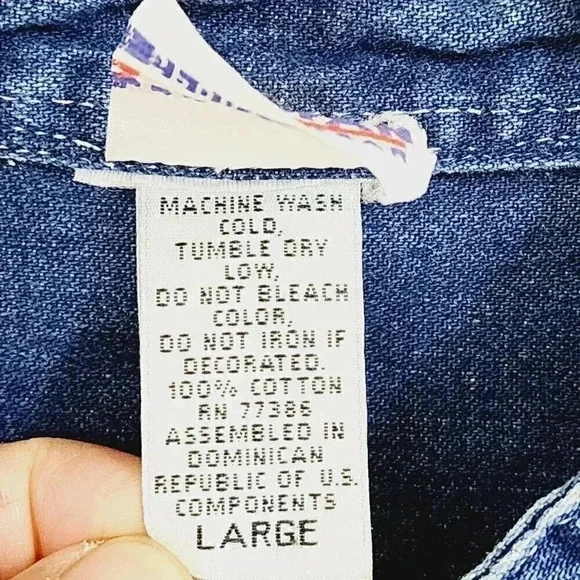 MACHINE WASH
COLD,
TUMBLE DRY
LOW,
DO NOT BLEACH
COLOR,
DO NOT IRON IF
DECORATED.
100% COTTON
RN 77386
ASSEMBLED IN
DOMINICAN
REPUBLIC OF U.S.
COMPONENTS
LARGE